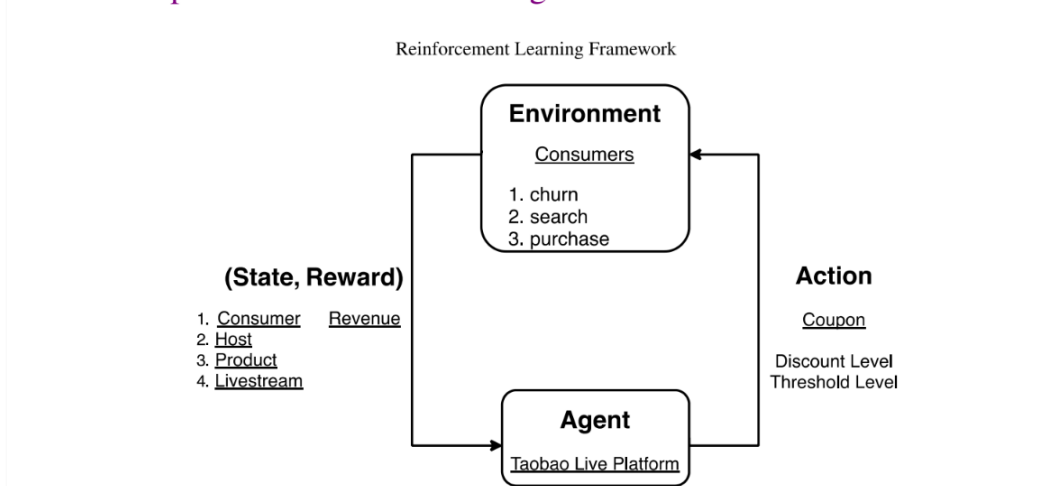 Reinforcement Learning Framework
Environment
Consumers
1. churn
2. search
3. purchase
(State, Reward)
1. Consumer Revenue
2. Host
3. Product
4. Livestream
Action
Coupon
Discount Level
Threshold Level
Agent
Taobao Live Platform